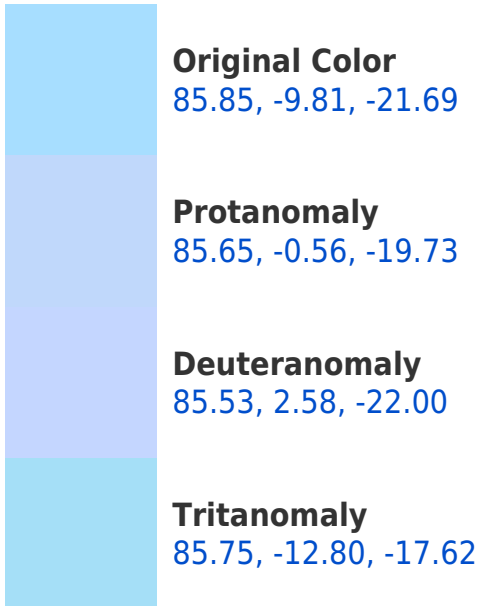 Original Color
85.85, -9.81, -21.69
Protanomaly
85.65, -0.56, -19.73
Deuteranomaly
85.53, 2.58, -22.00
Tritanomaly
85.75, -12.80, -17.62